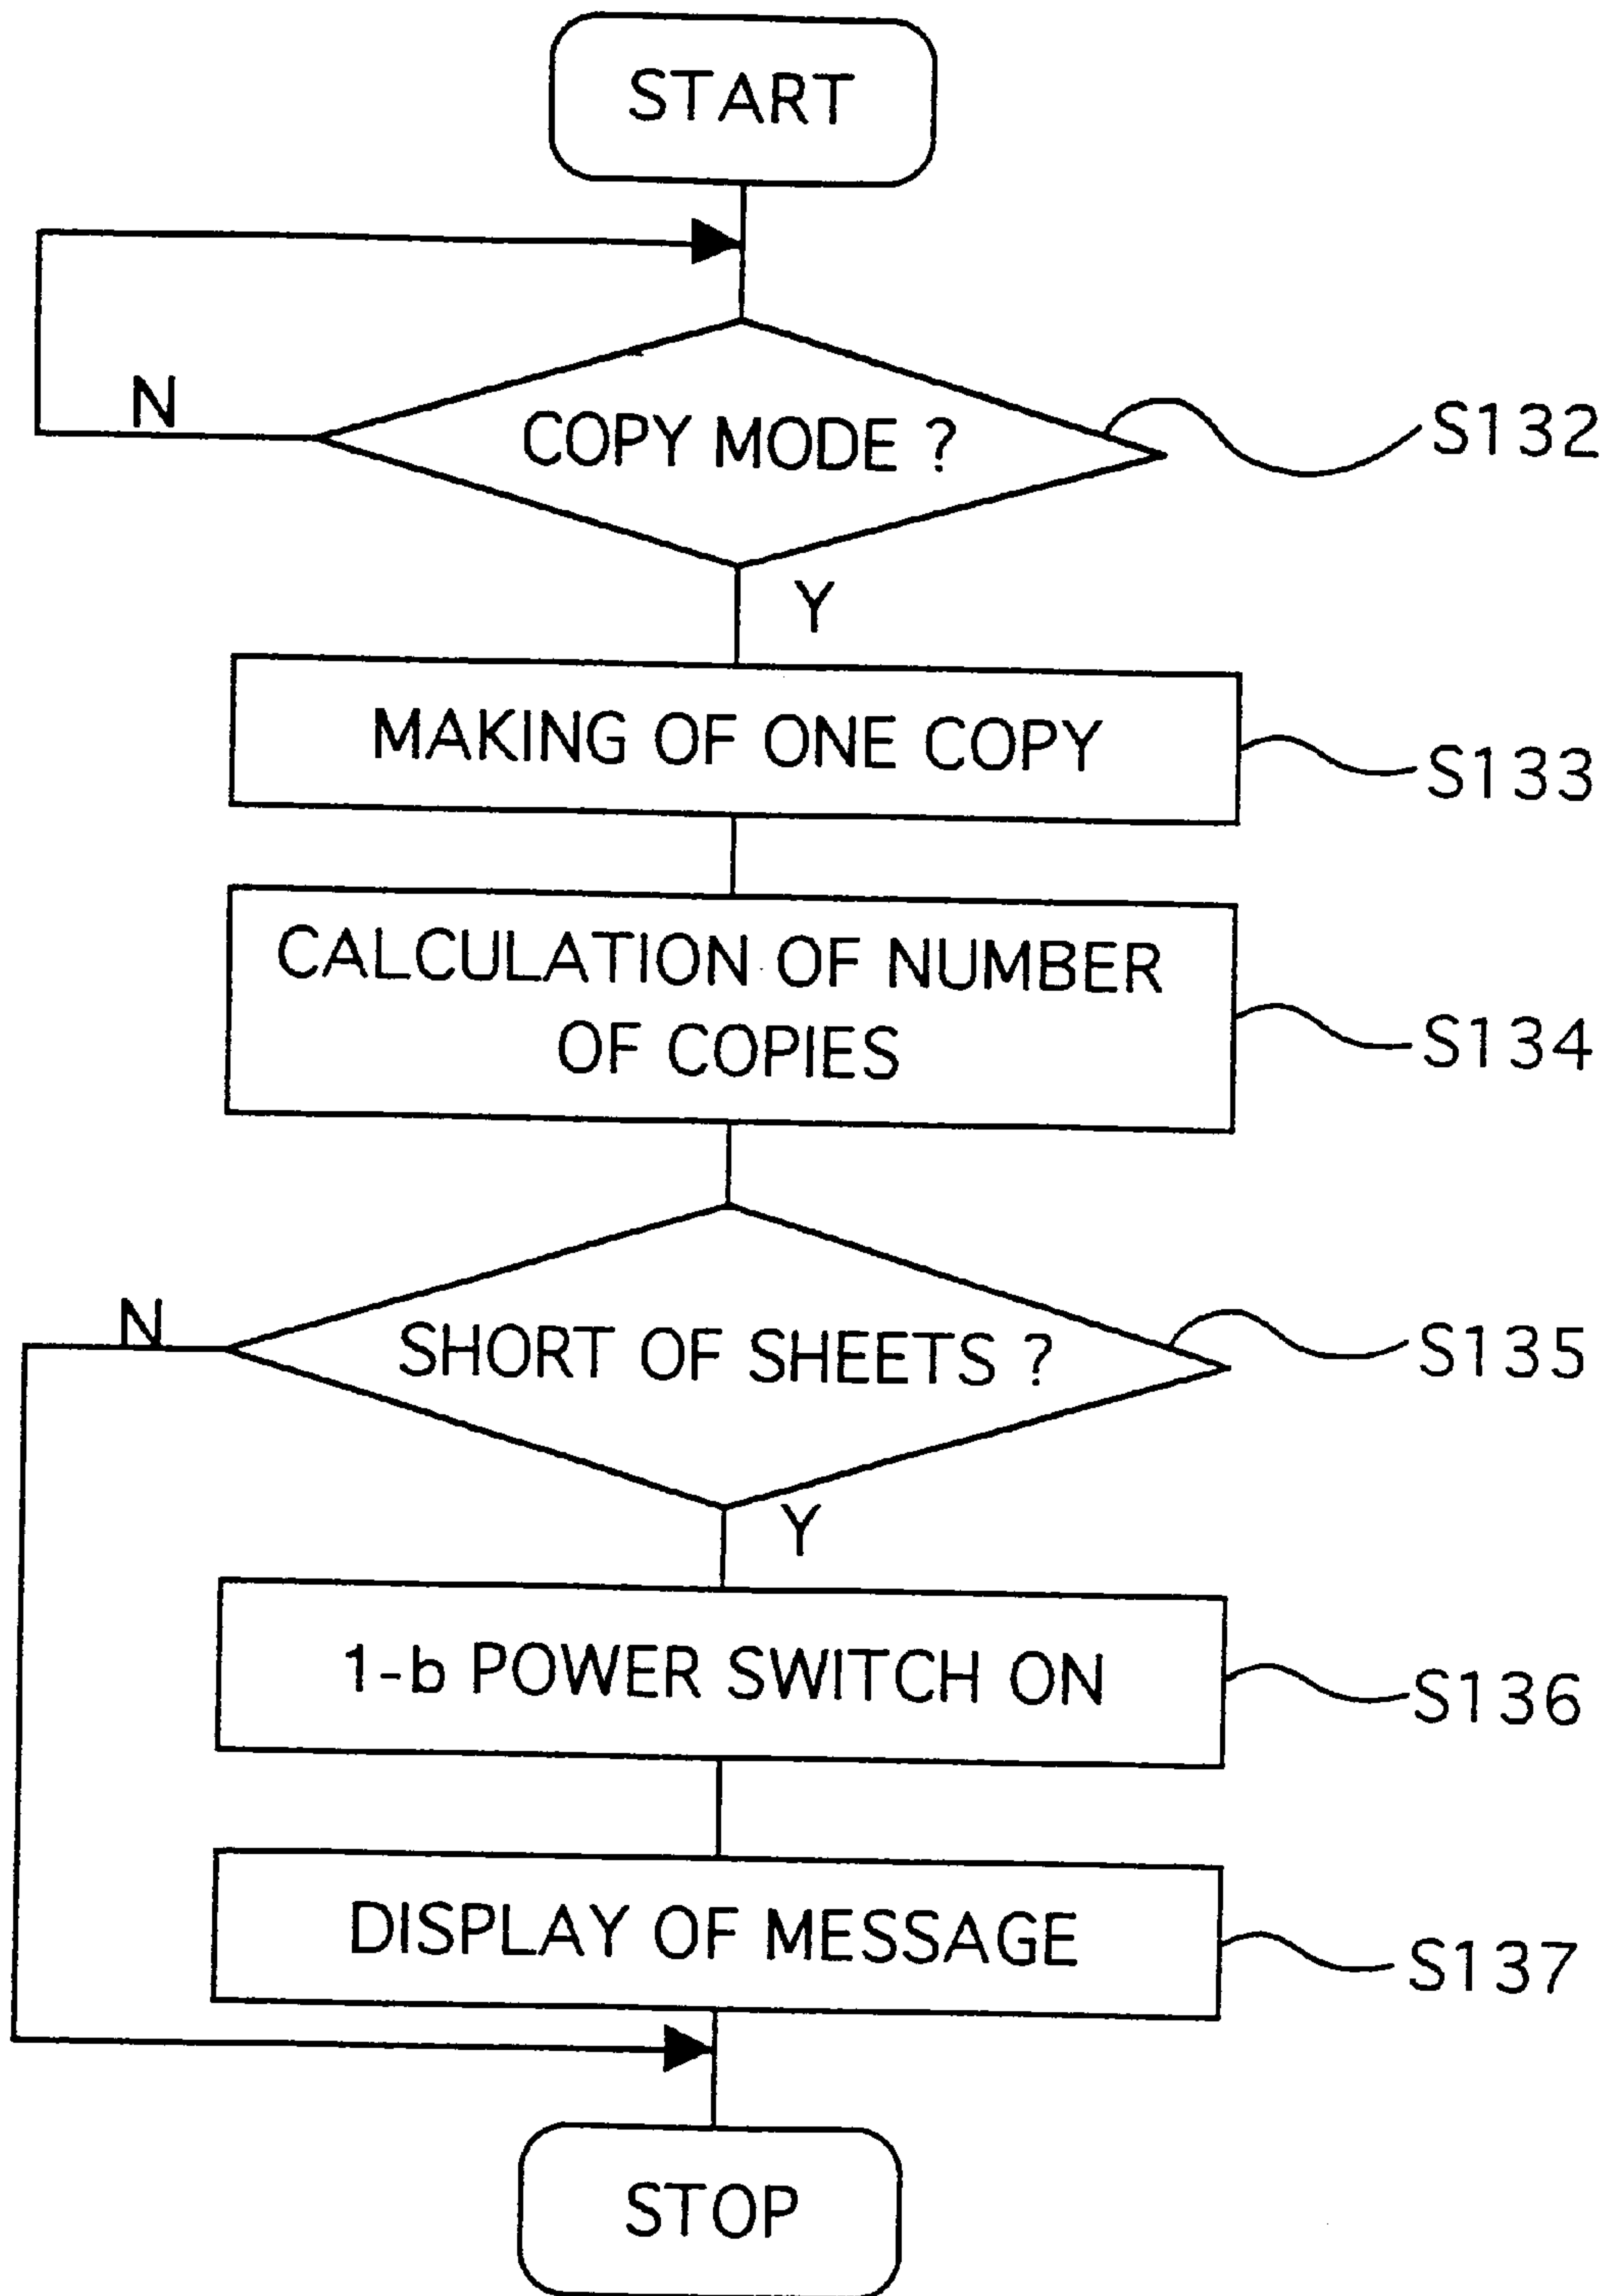 START
N
COPY MODE ?
S132
Y
MAKING OF ONE COPY
S133
CALCULATION OF NUMBER
OF COPIES
S134
N
SHORT OF SHEETS ?
S135
Y
1-b POWER SWITCH ON
S136
DISPLAY OF MESSAGE
S137
STOP